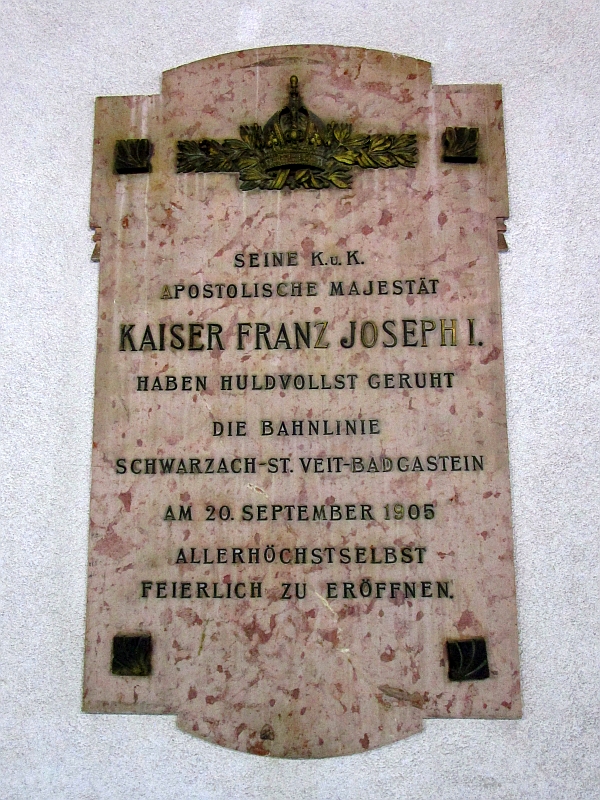 SEINE K.u.K.
APOSTOLISCHE MAJESTÄT
KAISER FRANZ JOSEPH I.
HABEN HULDVOLLST GERUHT
DIE BAHNLINIE
SCHWARZACH-ST. VEIT-BADGASTEIN
AM 20. SEPTEMBER 1905
ALLERHÖCHSTSELBST
FEIERLICH ZU ERÖFFNEN.